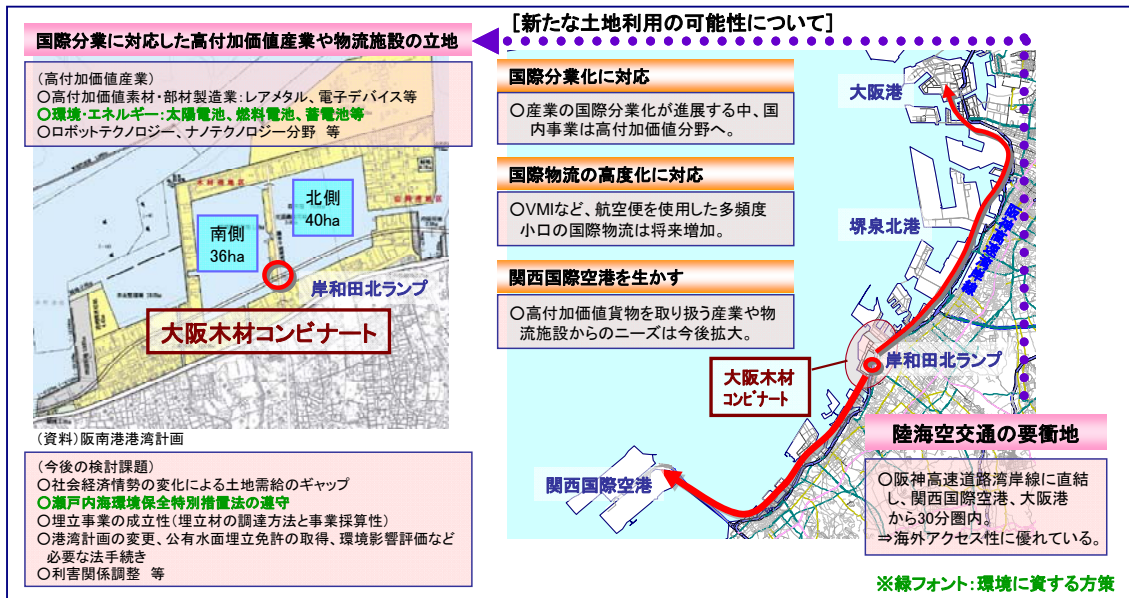 [新たな土地利用の可能性について]
国際分業に対応した高付加価値産業や物流施設の立地
(高付加価値産業)
○高付加価値素材・部材製造業:レアメタル、電子デバイス等
○環境・エネルギー:太陽電池、燃料電池、蓄電池等
○ロボットテクノロジー、ナノテクノロジー分野 等
木材港地区
北側
40ha
南側
36ha
岸和田北ランプ
大阪木材コンビナート
(資料)阪南港港湾計画
(今後の検討課題)
○社会経済情勢の変化による土地需給のギャップ
○瀬戸内海環境保全特別措置法の遵守
○埋立事業の成立性(埋立材の調達方法と事業採算性)
○港湾計画の変更、公有水面埋立免許の取得、環境影響評価など
必要な法手続き
○利害関係調整 等
国際分業化に対応
○産業の国際分業化が進展する中、国
内事業は高付加価値分野へ。
国際物流の高度化に対応
○VMIなど、航空便を使用した多頻度
小口の国際物流は将来増加。
関西国際空港を生かす
○高付加価値貨物を取り扱う産業や物
流施設からのニーズは今後拡大。
大阪港
堺泉北港
阪神高速湾岸線
岸和田北ランプ
大阪木材
コンビナート
関西国際空港
陸海空交通の要衝地
○阪神高速道路湾岸線に直結
し、関西国際空港、大阪港
から30分圏内。
⇒海外アクセス性に優れている。
※緑フォント:環境に資する方策